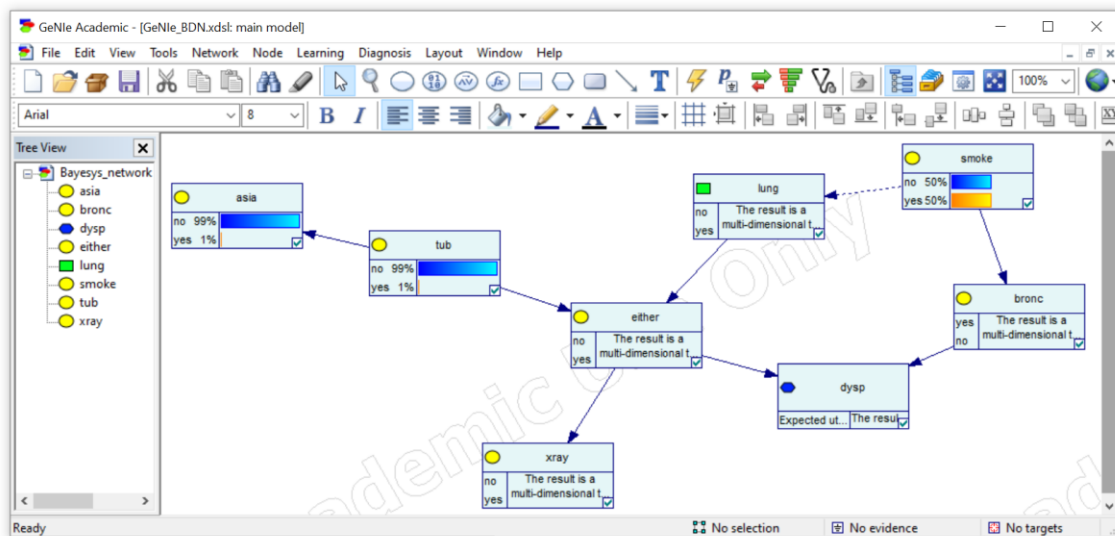 GeNIe Academic - [GeNIe_BDN.xdsl: main model]
File Edit View Tools Network Node Learning Diagnosis Layout Window Help
100%
Arial 8 B I A
Tree View
Bayesys_network
asia
bronc
dysp
either
lung
smoke
tub
xray
asia
no 99%
yes 1%
tub
no 99%
yes 1%
lung
no The result is a
yes multi-dimensional t...
smoke
no 50%
yes 50%
either
no The result is a
yes multi-dimensional t...
bronc
yes The result is a
no multi-dimensional t...
dysp
Expected ut... The resul
xray
no The result is a
yes multi-dimensional t...
Only
Ready No selection No evidence No targets